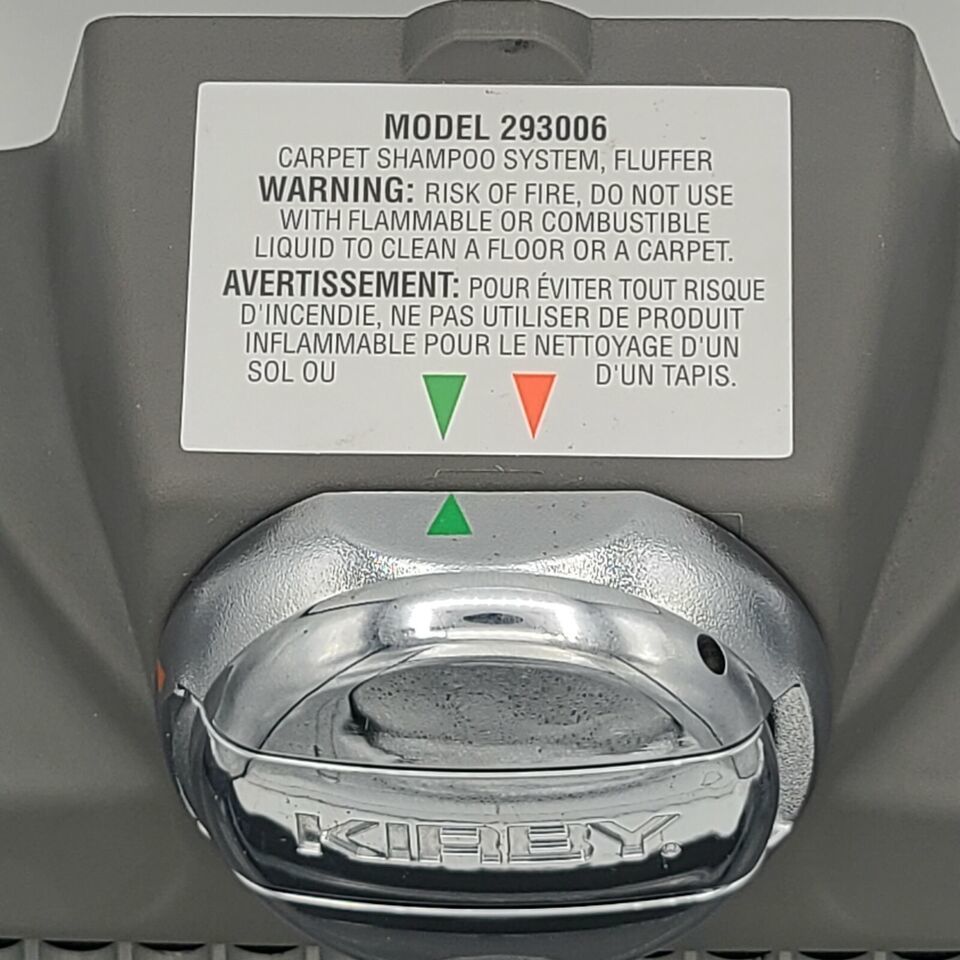 MODEL 293006
CARPET SHAMPOO SYSTEM, FLUFFER
WARNING: RISK OF FIRE, DO NOT USE
WITH FLAMMABLE OR COMBUSTIBLE
LIQUID TO CLEAN A FLOOR OR A CARPET.
AVERTISSEMENT: POUR ÉVITER TOUT RISQUE
D'INCENDIE, NE PAS UTILISER DE PRODUIT
INFLAMMABLE POUR LE NETTOYAGE D'UN
SOL OU D'UN TAPIS.
KIRBY.